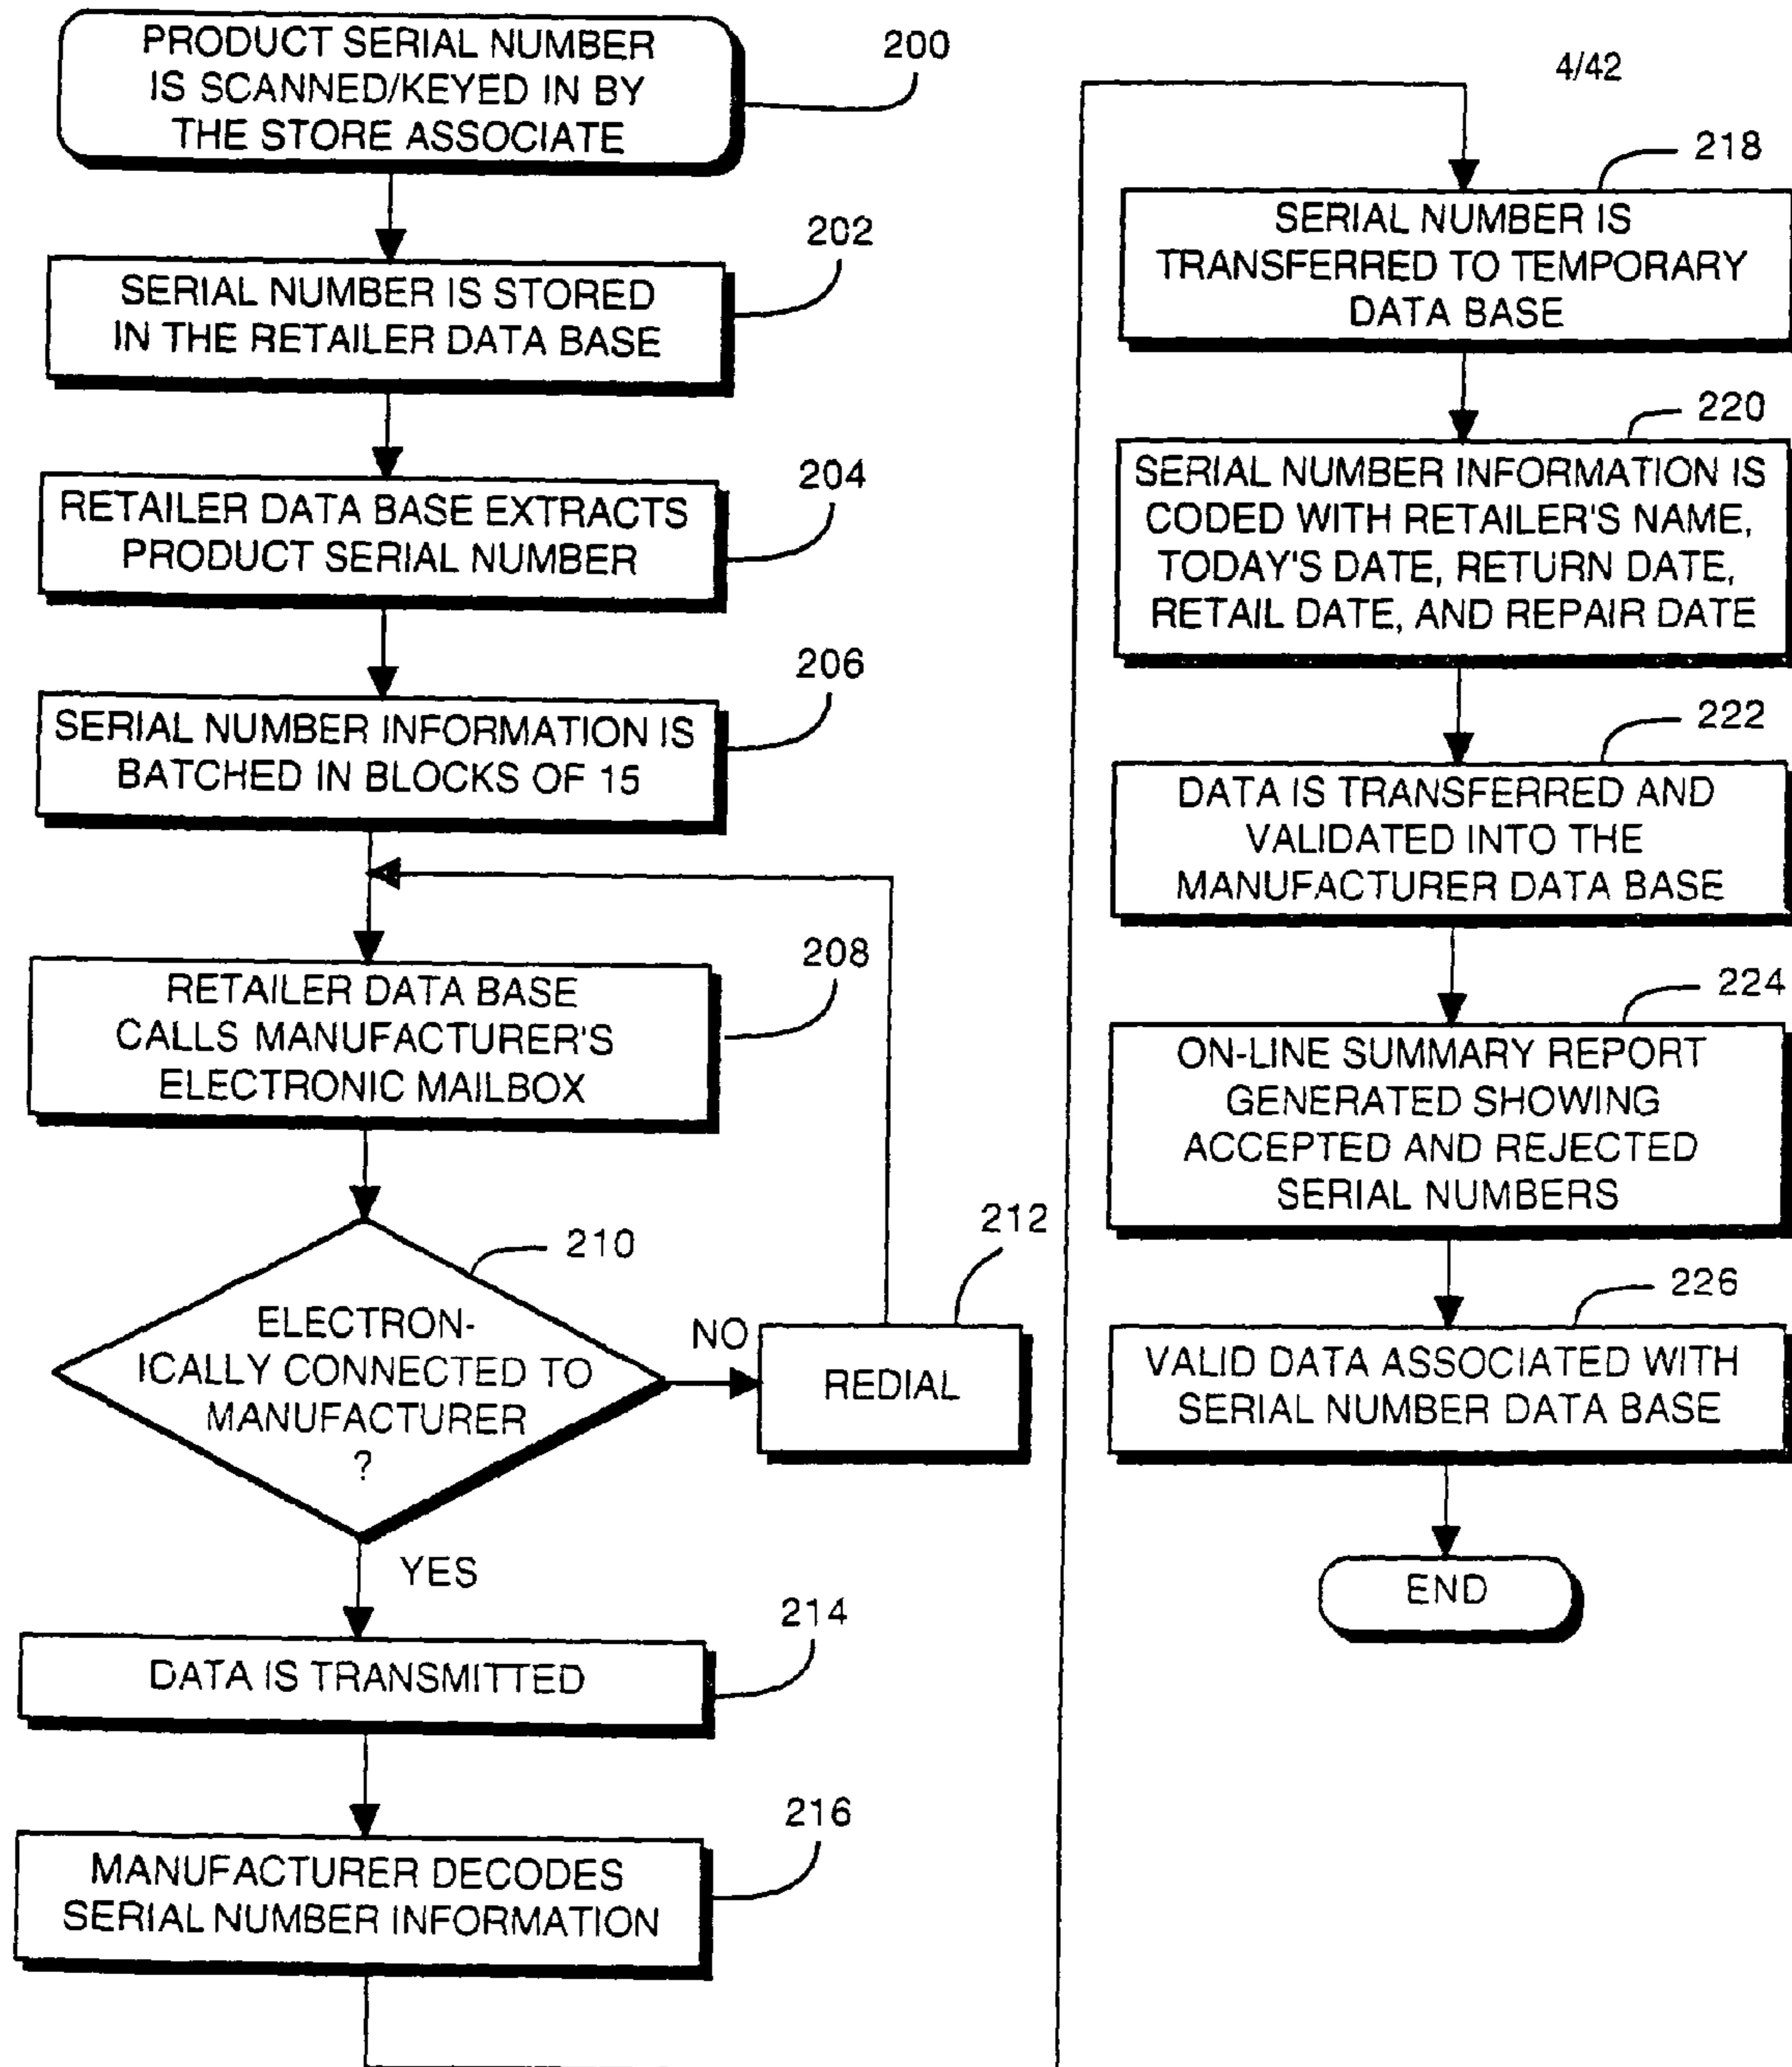 PRODUCT SERIAL NUMBER
IS SCANNED/KEYED IN BY
THE STORE ASSOCIATE
200
SERIAL NUMBER IS STORED
IN THE RETAILER DATA BASE
202
RETAILER DATA BASE EXTRACTS
PRODUCT SERIAL NUMBER
204
SERIAL NUMBER INFORMATION IS
BATCHED IN BLOCKS OF 15
206
RETAILER DATA BASE
CALLS MANUFACTURER'S
ELECTRONIC MAILBOX
208
ELECTRON-
ICALLY CONNECTED TO
MANUFACTURER
?
210
NO
REDIAL
212
YES
DATA IS TRANSMITTED
214
MANUFACTURER DECODES
SERIAL NUMBER INFORMATION
216
4/42
SERIAL NUMBER IS
TRANSFERRED TO TEMPORARY
DATA BASE
218
SERIAL NUMBER INFORMATION IS
CODED WITH RETAILER'S NAME,
TODAY'S DATE, RETURN DATE,
RETAIL DATE, AND REPAIR DATE
220
DATA IS TRANSFERRED AND
VALIDATED INTO THE
MANUFACTURER DATA BASE
222
ON-LINE SUMMARY REPORT
GENERATED SHOWING
ACCEPTED AND REJECTED
SERIAL NUMBERS
224
VALID DATA ASSOCIATED WITH
SERIAL NUMBER DATA BASE
226
END